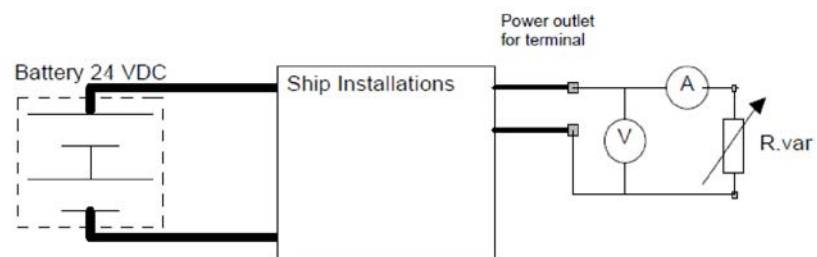 Power outlet
for terminal
Battery 24 VDC
Ship Installations
A
V
R.var